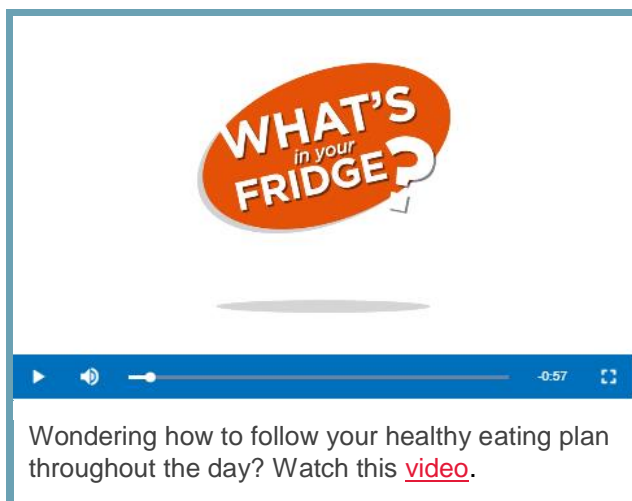 WHAT'S
in your
FRIDGE?
-0:57
Wondering how to follow your healthy eating plan
throughout the day? Watch this video.